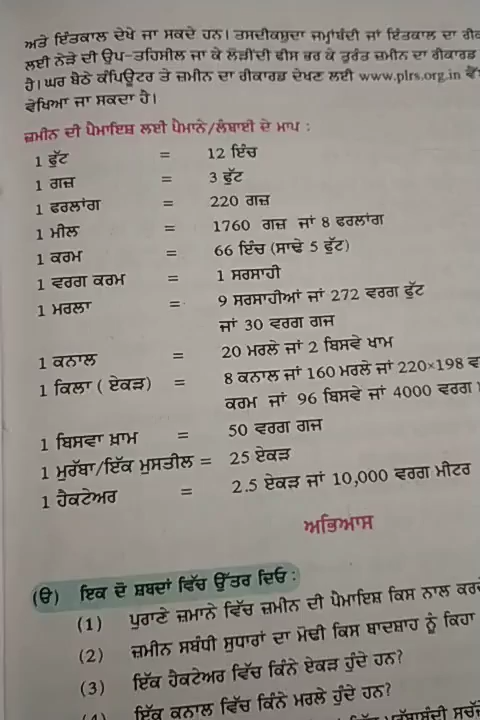 ਅਤੇ ਇੰਤਕਾਲ ਦੇਖੇ ਜਾ ਸਕਦੇ ਹਨ। ਤਸਦੀਕਸ਼ੁਦਾ ਜਮ੍ਹਾਂਬੰਦੀ ਜਾਂ ਇੰਤਕਾਲ ਦਾ
ਲਈ ਨੇੜੇ ਦੀ ਉਪ-ਤਹਿਸੀਲ ਜਾ ਕੇ ਲੋੜੀਂਦੀ ਫੀਸ ਭਰ ਕੇ ਤੁਰੰਤ ਜ਼ਮੀਨ ਦਾ ਰੀਕਾਰਡ
ਹੈ। ਘਰ ਬੈਠੇ ਕੰਪਿਊਟਰ ਤੇ ਜ਼ਮੀਨ ਦਾ ਰੀਕਾਰਡ ਦੇਖਣ ਲਈ www.plrs.org.in
ਵੇਖਿਆ ਜਾ ਸਕਦਾ ਹੈ।
ਜ਼ਮੀਨ ਦੀ ਪੈਮਾਇਸ਼ ਲਈ ਪੈਮਾਨੇ/ਲੰਬਾਈ ਦੇ ਮਾਪ :
1 ਫੁੱਟ = 12 ਇੰਚ
1 ਗਜ਼ = 3 ਫੁੱਟ
1 ਫਰਲਾਂਗ = 220 ਗਜ਼
1 ਮੀਲ = 1760 ਗਜ਼ ਜਾਂ 8 ਫਰਲਾਂਗ
1 ਕਰਮ = 66 ਇੰਚ (ਸਾਢੇ 5 ਫੁੱਟ)
1 ਵਰਗ ਕਰਮ = 1 ਸਰਸਾਹੀ
1 ਮਰਲਾ = 9 ਸਰਸਾਹੀਆਂ ਜਾਂ 272 ਵਰਗ ਫੁੱਟ
ਜਾਂ 30 ਵਰਗ ਗਜ
1 ਕਨਾਲ = 20 ਮਰਲੇ ਜਾਂ 2 ਬਿਸਵੇ ਖਾਮ
1 ਕਿਲਾ ( ਏਕੜ) = 8 ਕਨਾਲ ਜਾਂ 160 ਮਰਲੇ ਜਾਂ 220×198
ਕਰਮ ਜਾਂ 96 ਬਿਸਵੇ ਜਾਂ 4000 ਵਰਗ
1 ਬਿਸਵਾ ਖ਼ਾਮ = 50 ਵਰਗ ਗਜ
1 ਮੁਰੱਬਾ/ਇੱਕ ਮੁਸਤੀਲ = 25 ਏਕੜ
1 ਹੈਕਟੇਅਰ = 2.5 ਏਕੜ ਜਾਂ 10,000 ਵਰਗ ਮੀਟਰ
ਅਭਿਆਸ
(ੳ) ਇਕ ਦੋ ਸ਼ਬਦਾਂ ਵਿੱਚ ਉੱਤਰ ਦਿਓ :
(1) ਪੁਰਾਣੇ ਜ਼ਮਾਨੇ ਵਿੱਚ ਜ਼ਮੀਨ ਦੀ ਪੈਮਾਇਸ਼ ਕਿਸ ਨਾਲ
(2) ਜ਼ਮੀਨ ਸਬੰਧੀ ਸੁਧਾਰਾਂ ਦਾ ਮੋਢੀ ਕਿਸ ਬਾਦਸ਼ਾਹ ਨੂੰ ਕਿਹਾ
(3) ਇੱਕ ਹੈਕਟੇਅਰ ਵਿੱਚ ਕਿੰਨੇ ਏਕੜ ਹੁੰਦੇ ਹਨ?
ਇੱਕ ਕਨਾਲ ਵਿੱਚ ਕਿੰਨੇ ਮਰਲੇ ਹੁੰਦੇ ਹਨ?